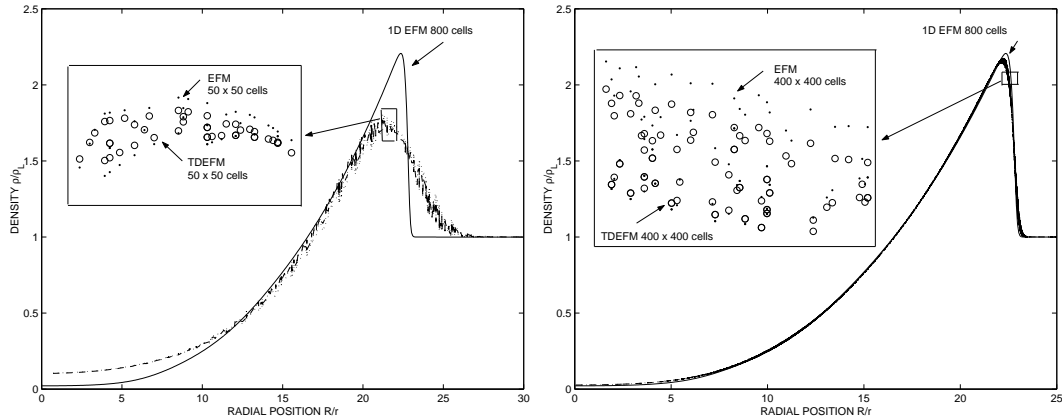 2.5
2
1.5
1
0.5
0
0
5
10
15
20
25
30
DENSITY ρ/ρL
RADIAL POSITION R/r
1D EFM 800 cells
EFM
50 x 50 cells
TDEFM
50 x 50 cells
2.5
2
1.5
1
0.5
0
0
5
10
15
20
25
DENSITY ρ/ρL
RADIAL POSITION R/r
1D EFM 800 cells
EFM
400 x 400 cells
TDEFM 400 x 400 cells